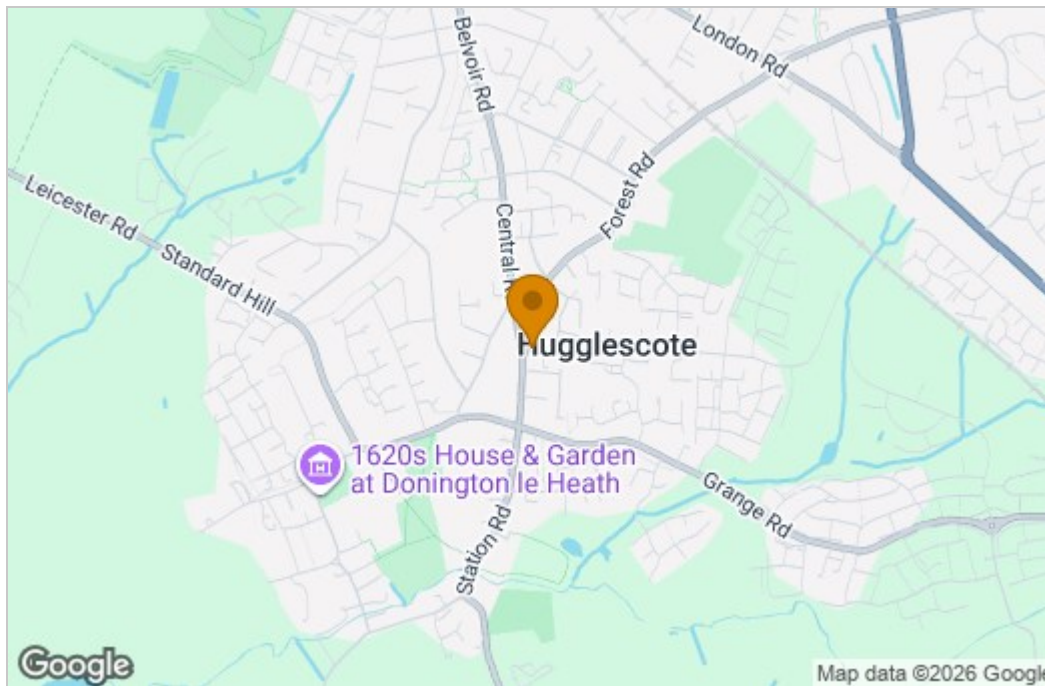 Belvoir Rd
London Rd
Forest Rd
Leicester Rd
Standard Hill
Central R
Hugglescote
1620s House & Garden
at Donington le Heath
Grange Rd
Station Rd
Google
Map data ©2026 Google